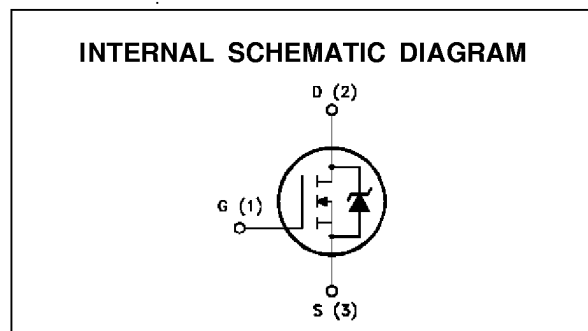 INTERNAL SCHEMATIC DIAGRAM
D (2)
G (1)
S (3)